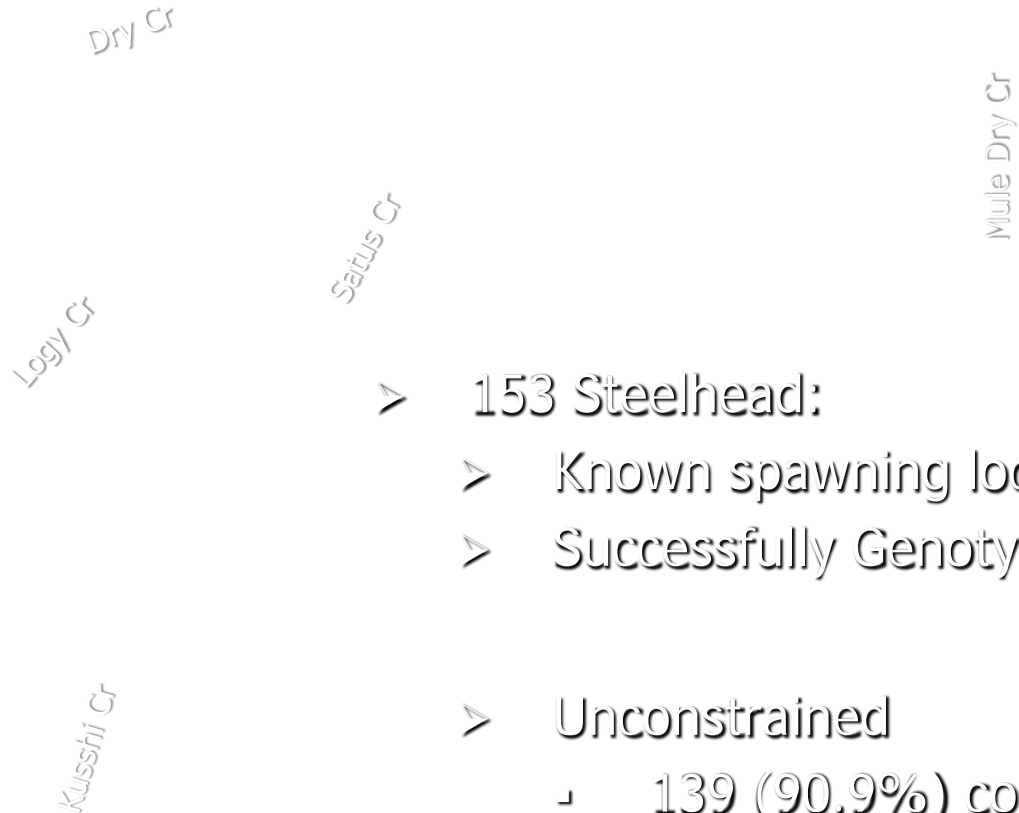 Dry Cr
Mule Dry Cr
Satus Cr
Logy Cr
➢ 153 Steelhead:
➢ Known spawning loc
➢ Successfully Genoty
Kusshi Cr
➢ Unconstrained
▪ 139 (90.9%) co